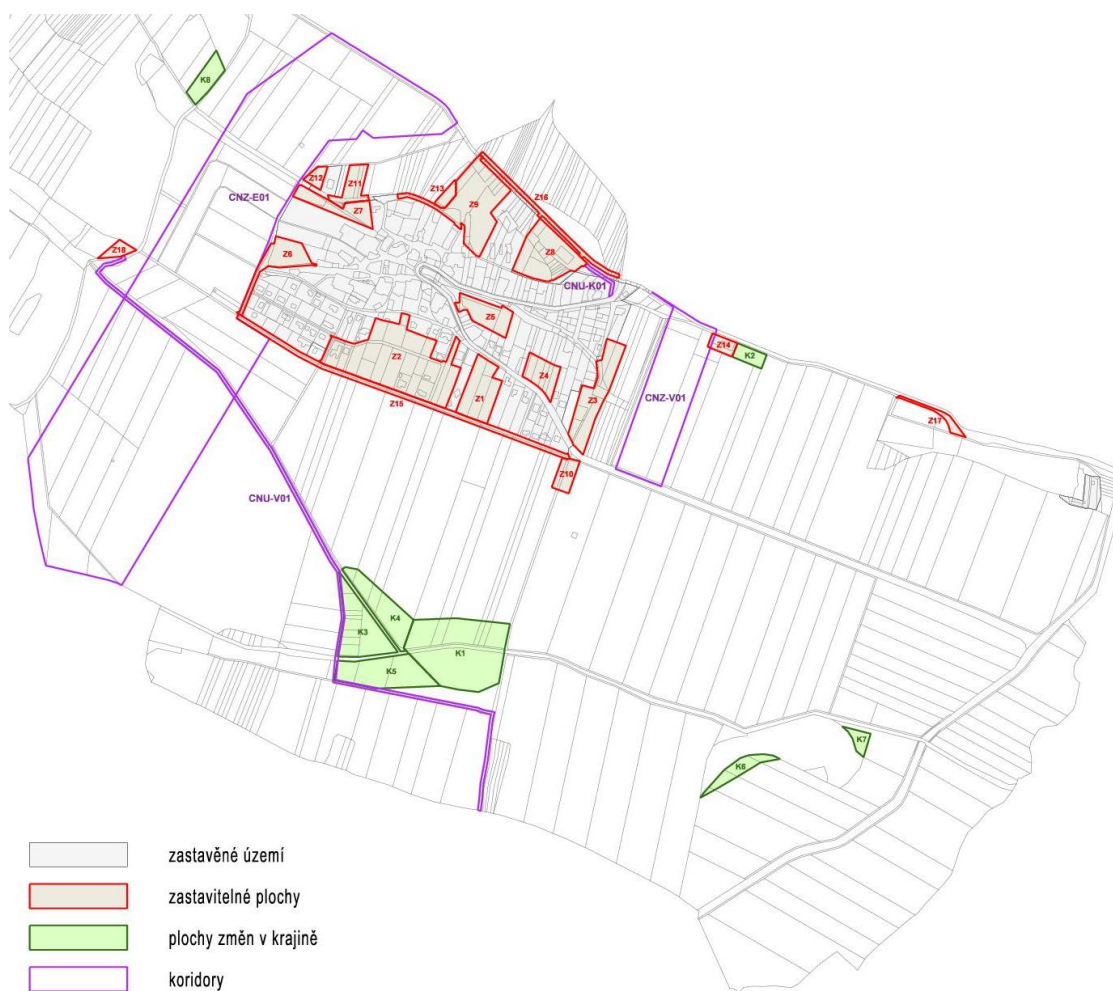 K8
CNZ-E01
Z12
Z11
Z7
Z13
Z9
Z16
Z8
Z18
Z6
CNU-K01
Z5
Z2
Z4
Z1
Z3
Z14
K2
CNZ-V01
Z15
Z17
Z10
CNU-V01
K4
K3
K1
K5
K7
K6
zastavěné území
zastavitelné plochy
plochy změn v krajině
koridory